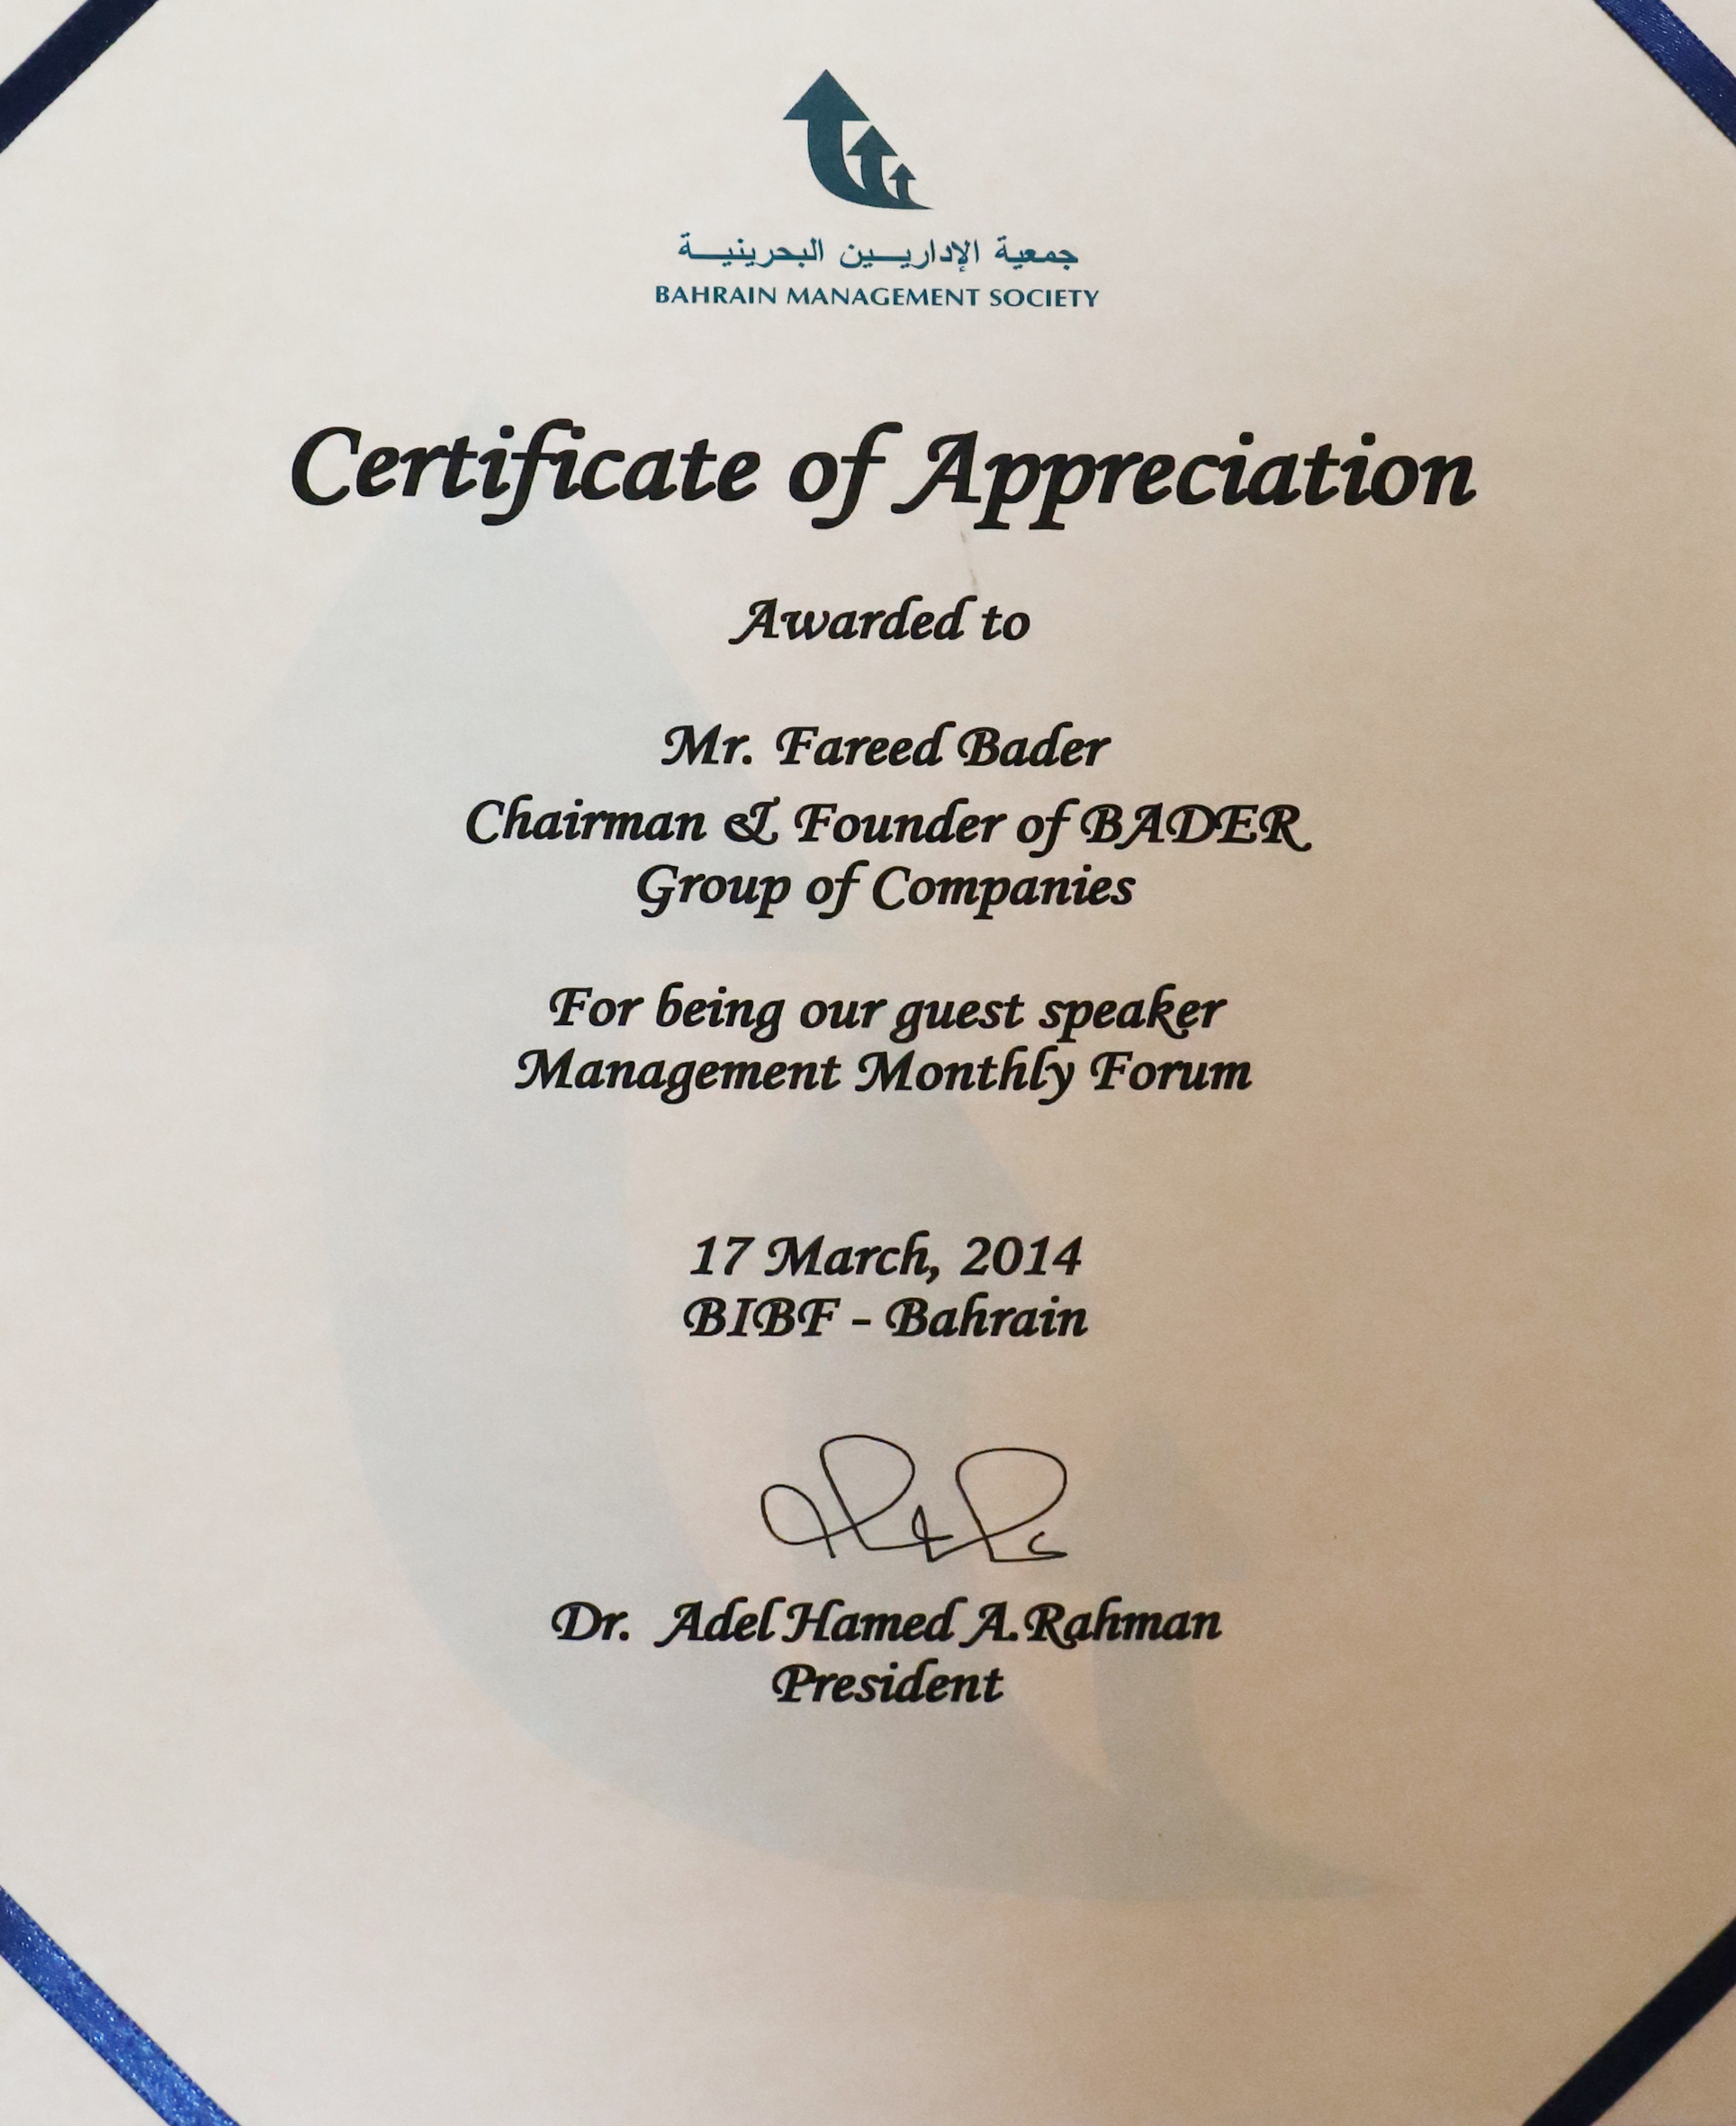 جمعية الإداريين البحرينية
BAHRAIN MANAGEMENT SOCIETY
Certificate of Appreciation
Awarded to
Mr. Fareed Bader
Chairman & Founder of BADER
Group of Companies
For being our guest speaker
Management Monthly Forum
17 March, 2014
BIBF - Bahrain
Dr. Adel Hamed A.Rahman
President